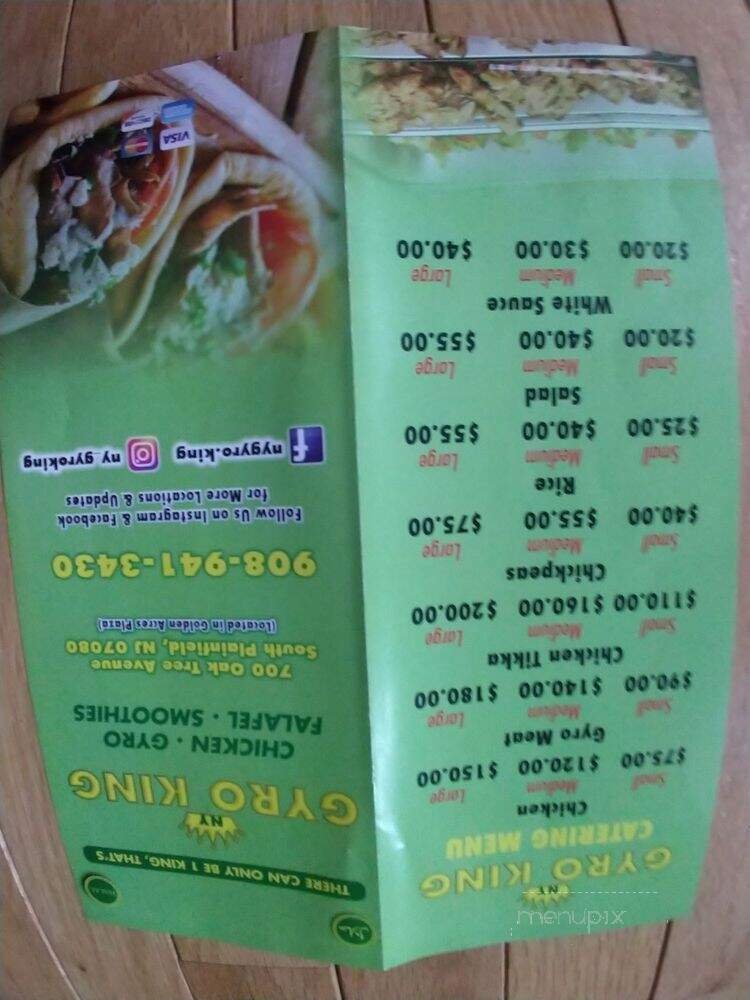 NY
GYRO KING
CATERING MENU
Chicken
Small Medium Large
$75.00 $120.00 $150.00
Gyro Meat
Small Medium Large
$90.00 $140.00 $180.00
Chicken Tikka
Small Medium Large
$110.00 $160.00 $200.00
Chickpeas
Small Medium Large
$40.00 $55.00 $75.00
Rice
Small Medium Large
$25.00 $40.00 $55.00
Salad
Small Medium Large
$20.00 $40.00 $55.00
White Sauce
Small Medium Large
$20.00 $30.00 $40.00
حلال
HALAL
THERE CAN ONLY BE 1 KING, THAT'S
NY
GYRO KING
CHICKEN • GYRO
FALAFEL • SMOOTHIES
700 Oak Tree Avenue
South Plainfield, NJ 07080
(Located in Golden Acres Plaza)
908-941-3430
Follow Us on Instagram & Facebook
for More Locations & Updates
f nygyro.king ny_gyroking
VISA
menupix